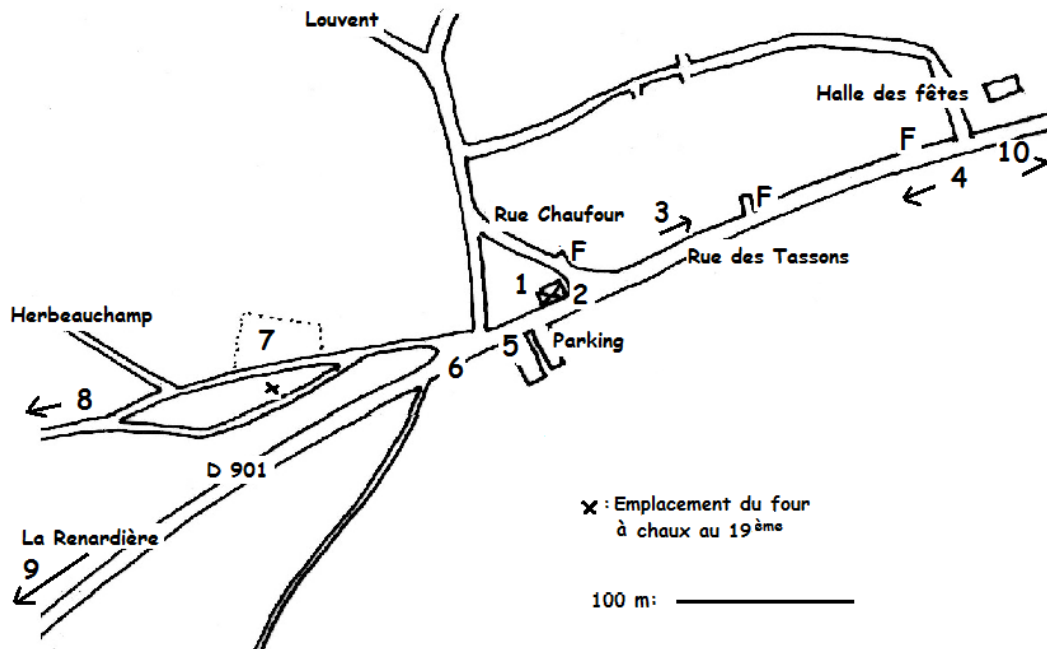 Louvent
Halle des fêtes
F
10
4
Rue Chaufour
3
F
F
Rue des Tassons
1
2
Herbeauchamp
7
5
Parking
6
8
D 901
x : Emplacement du four
à chaux au 19ème
La Renardière
9
100 m: